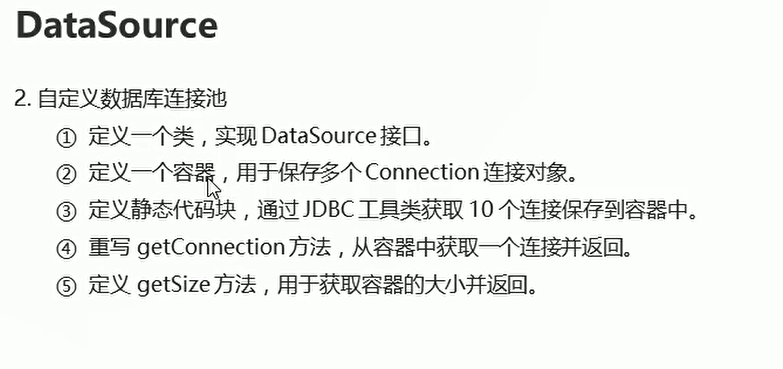 DataSource
2. 自定义数据库连接池
① 定义一个类，实现 DataSource 接口。
② 定义一个容器，用于保存多个 Connection 连接对象。
③ 定义静态代码块，通过 JDBC 工具类获取 10 个连接保存到容器中。
④ 重写 getConnection 方法，从容器中获取一个连接并返回。
⑤ 定义 getSize 方法，用于获取容器的大小并返回。